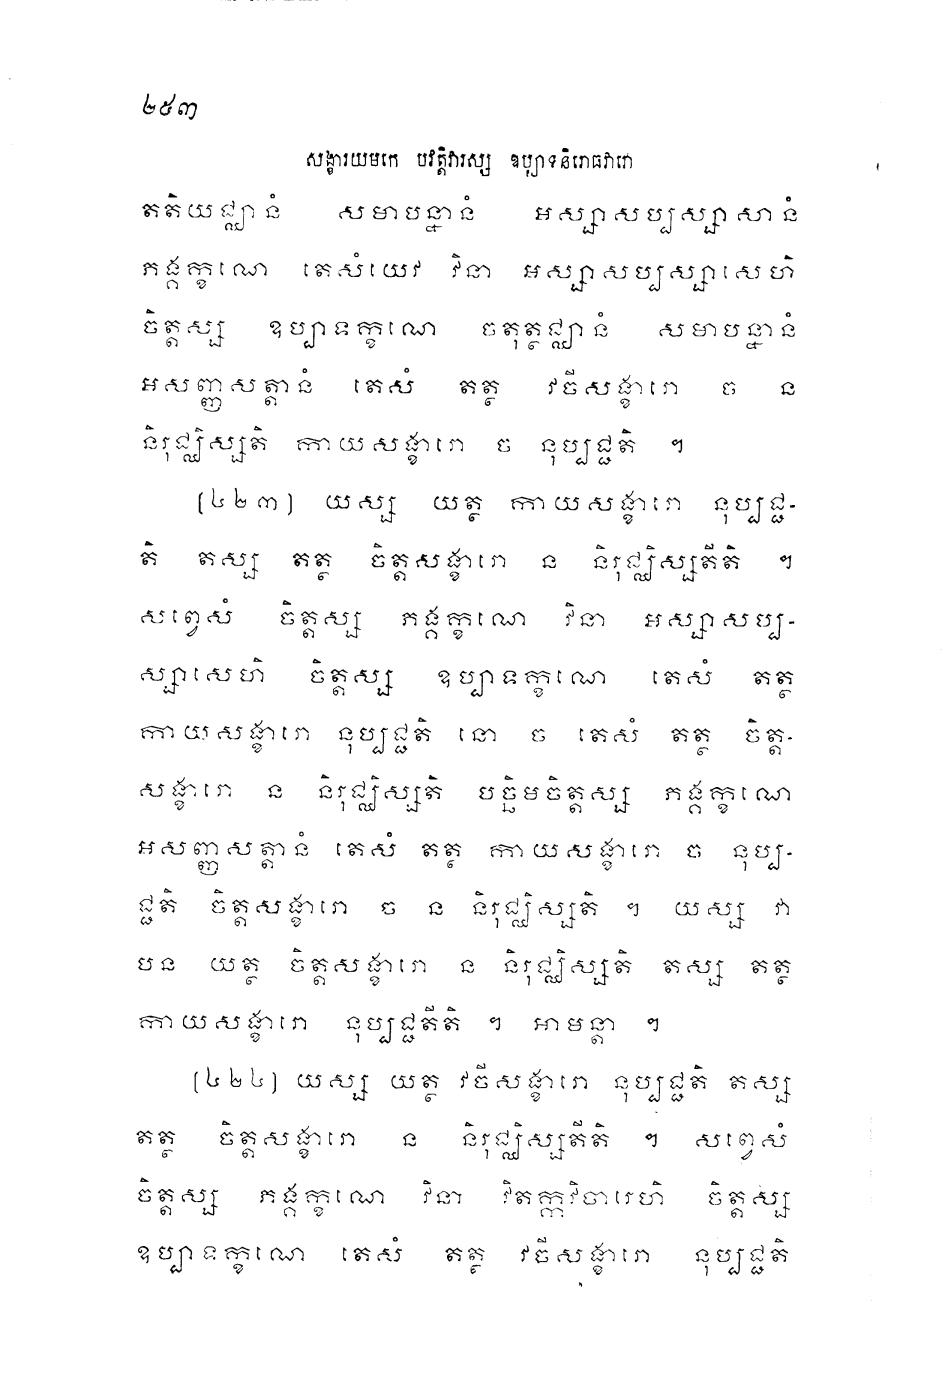 ២៥៣
សង្ខារយមកេ បវត្តិវារស្ស ឧប្បាទនិរោធវារោ
តតិយជ្ឈានំ សមាបន្នានំ អស្សាសប្បស្សាសានំ
ភង្គក្ខណេ តេសំយេវ វិនា អស្សាសប្បស្សាសេហិ
ចិត្តស្ស ឧប្បាទក្ខណេ ចតុត្ថជ្ឈានំ សមាបន្នានំ
អសញ្ញសត្តានំ តេសំ តត្ថ វចីសង្ខារោ ច ន
និរុជ្ឈិស្សតិ កាយសង្ខារោ ច នុប្បជ្ជតិ ។
(៤២៣) យស្ស យត្ថ កាយសង្ខារោ នុប្បជ្ជ-
តិ តស្ស តត្ថ ចិត្តសង្ខារោ ន និរុជ្ឈិស្សតីតិ ។
សព្វេសំ ចិត្តស្ស ភង្គក្ខណេ វិនា អស្សាសប្ប-
ស្សាសេហិ ចិត្តស្ស ឧប្បាទក្ខណេ តេសំ តត្ថ
កាយសង្ខារោ នុប្បជ្ជតិ នោ ច តេសំ តត្ថ ចិត្ត-
សង្ខារោ ន និរុជ្ឈិស្សតិ បច្ឆិមចិត្តស្ស ភង្គក្ខណេ
អសញ្ញសត្តានំ តេសំ តត្ថ កាយសង្ខារោ ច នុប្ប-
ជ្ជតិ ចិត្តសង្ខារោ ច ន និរុជ្ឈិស្សតិ ។ យស្ស វា
បន យត្ថ ចិត្តសង្ខារោ ន និរុជ្ឈិស្សតិ តស្ស តត្ថ
កាយសង្ខារោ នុប្បជ្ជតីតិ ។ អាមន្តា ។
(៤២៤) យស្ស យត្ថ វចីសង្ខារោ នុប្បជ្ជតិ តស្ស
តត្ថ ចិត្តសង្ខារោ ន និរុជ្ឈិស្សតីតិ ។ សព្វេសំ
ចិត្តស្ស ភង្គក្ខណេ វិនា វិតក្កវិចារេហិ ចិត្តស្ស
ឧប្បាទក្ខណេ តេសំ តត្ថ វចីសង្ខារោ នុប្បជ្ជតិ